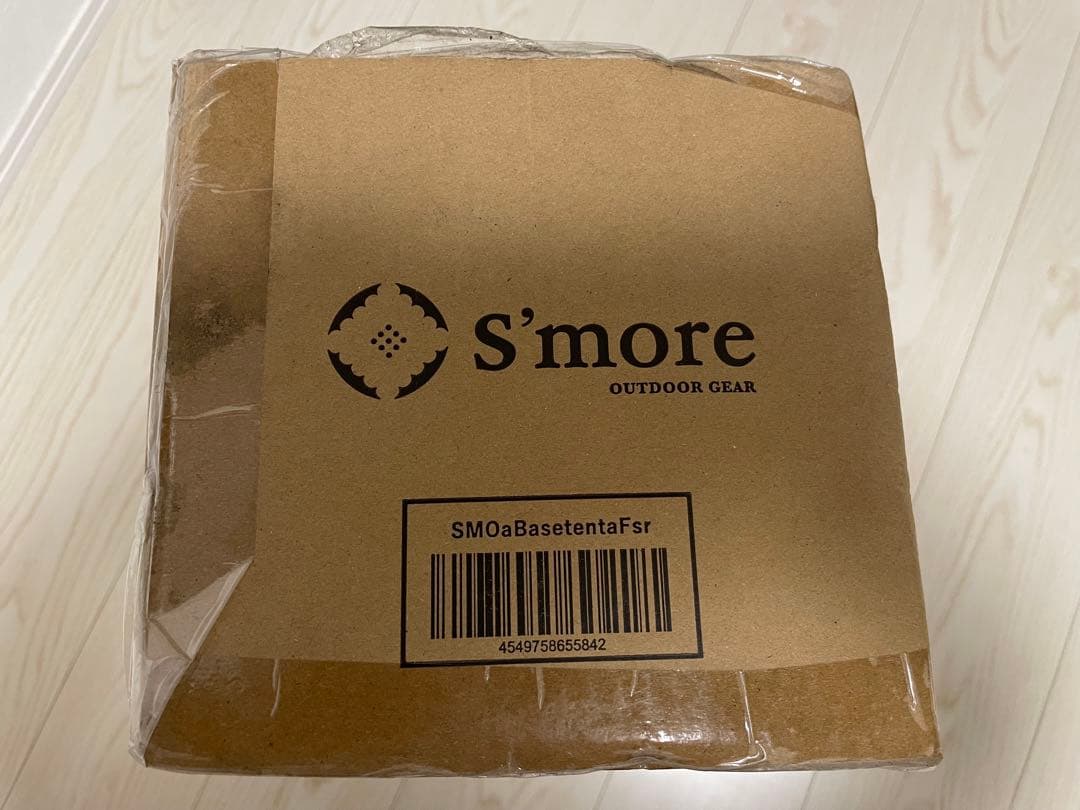 S'more
OUTDOOR GEAR
SMOaBasetentaFsr
4549758655842